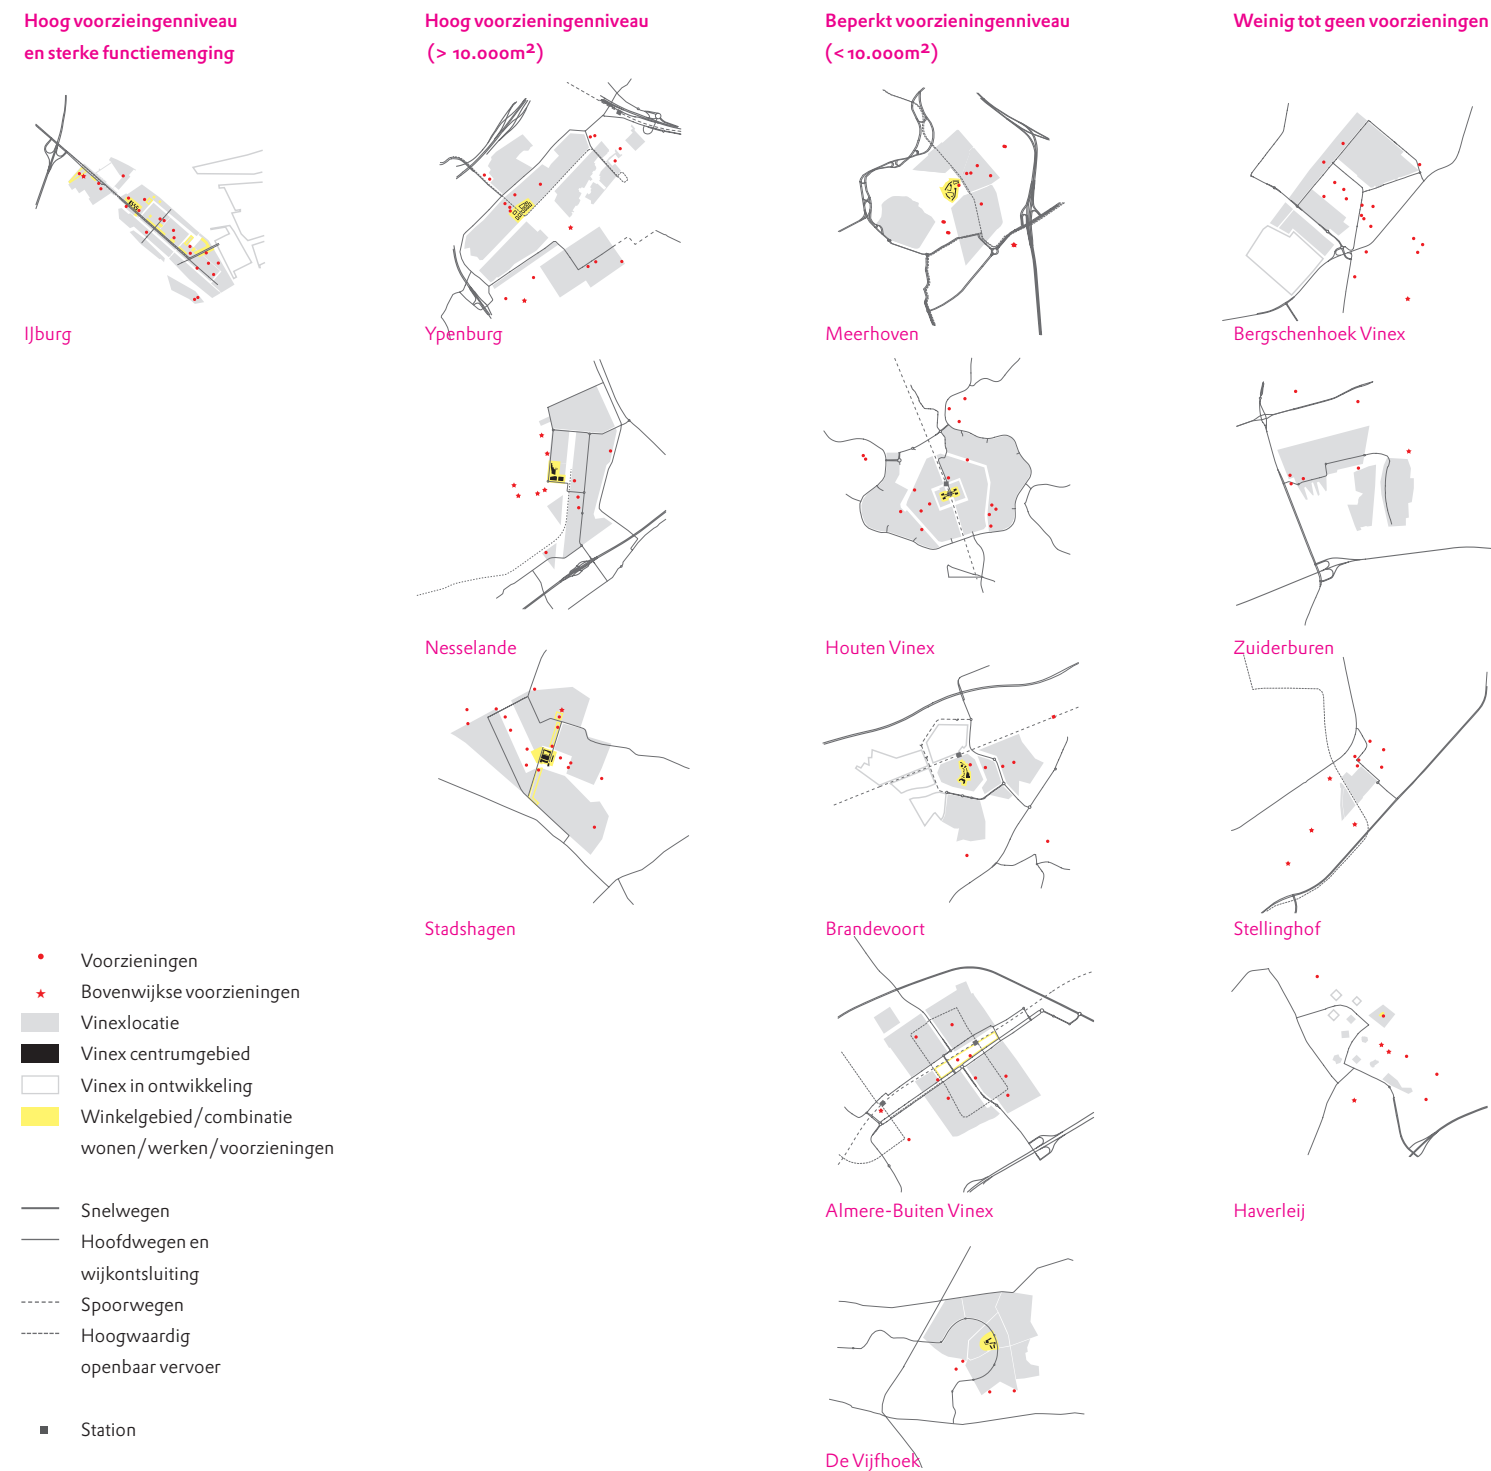 Hoog voorzieingenniveau
en sterke functiemenging
Hoog voorzieningenniveau
(> 10.000m²)
Beperkt voorzieningenniveau
(< 10.000m²)
Weinig tot geen voorzieningen
IJburg
Ypenburg
Meerhoven
Bergschenhoek Vinex
Nesselande
Houten Vinex
Zuiderburen
Stadshagen
Brandevoort
Stellinghof
Almere-Buiten Vinex
Haverleij
De Vijfhoek
Voorzieningen
Bovenwijkse voorzieningen
Vinexlocatie
Vinex centrumgebied
Vinex in ontwikkeling
Winkelgebied/combinatie
wonen/werken/voorzieningen
Snelwegen
Hoofdwegen en
wijkontsluiting
Spoorwegen
Hoogwaardig
openbaar vervoer
Station